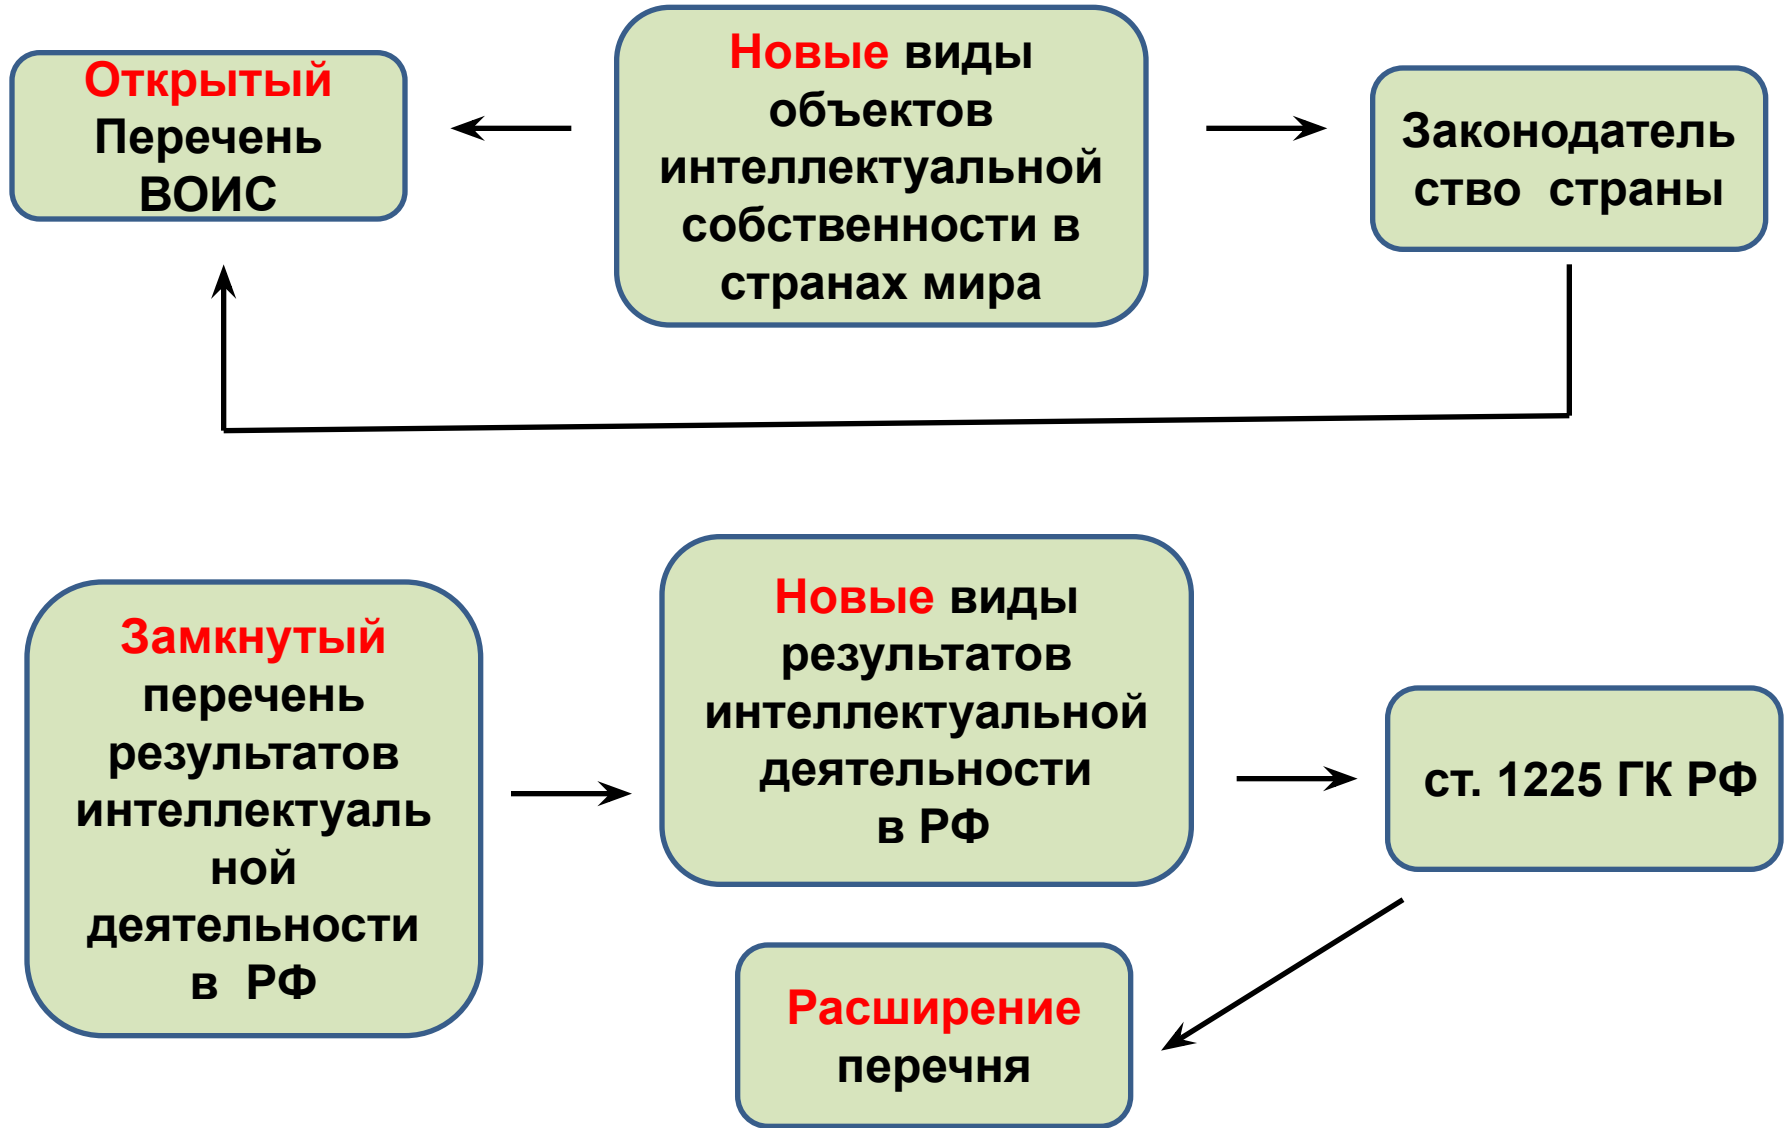 Открытый
Перечень
ВОИС
Новые виды
объектов
интеллектуальной
собственности в
странах мира
Законодатель
ство страны
Замкнутый
перечень
результатов
интеллектуаль
ной
деятельности
в РФ
Новые виды
результатов
интеллектуальной
деятельности
в РФ
ст. 1225 ГК РФ
Расширение
перечня